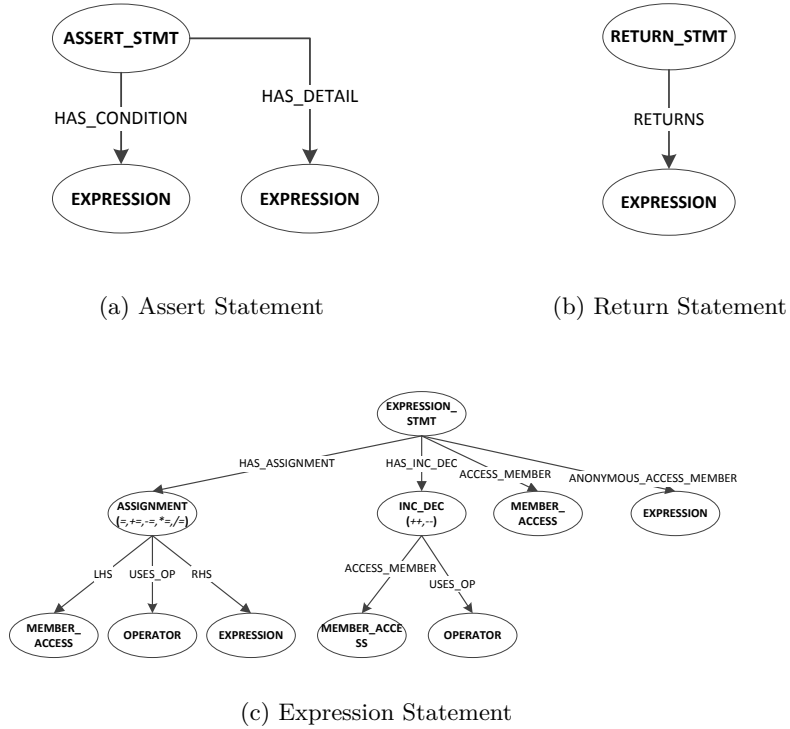 ASSERT_STMT
HAS_CONDITION
HAS_DETAIL
EXPRESSION
EXPRESSION
(a) Assert Statement
RETURN_STMT
RETURNS
EXPRESSION
(b) Return Statement
EXPRESSION_
STMT
HAS_ASSIGNMENT
HAS_INC_DEC
ACCESS_MEMBER
ANONYMOUS_ACCESS_MEMBER
ASSIGNMENT
(=,+=,-=,*=,/=)
INC_DEC
(++,--)
MEMBER_
ACCESS
EXPRESSION
LHS
USES_OP
RHS
ACCESS_MEMBER
USES_OP
MEMBER_
ACCESS
OPERATOR
EXPRESSION
MEMBER_ACCE
SS
OPERATOR
(c) Expression Statement